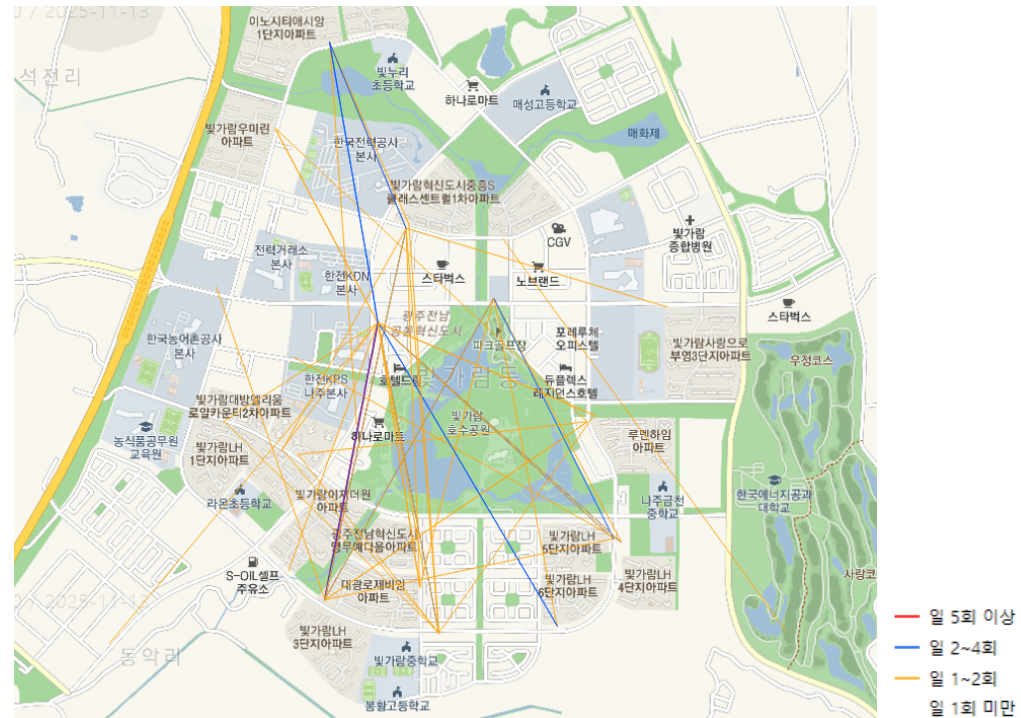 / 2025-11-13
이노시티애시앙
1단지아파트
석전리
빛누리
초등학교
하나로마트
매성고등학교
매화제
빛가람우미린
아파트
한국전력공사
본사
빛가람혁신도시중흥S
클래스센트럴1차아파트
빛가람
종합병원
CGV
전력거래소
본사
한전KDN
본사
스타벅스
노브랜드
스타벅스
광주전남
공동혁신도시
한국농어촌공사
본사
파크골프장
포레루체
오피스텔
빛가람사랑으로
부영3단지아파트
우정코스
한전KPS
나주본사
호텔드림
빛가람동
듀플렉스
레지던스호텔
빛가람대방엘리움
로얄카운티2차아파트
빛가람
호수공원
하나로마트
농식품공무원
교육원
빛가람LH
1단지아파트
루멘하임
아파트
빛가람이지더원
아파트
라온초등학교
나주금천
중학교
한국에너지공과
대학교
광주전남혁신도시
영무예다음아파트
빛가람LH
5단지아파트
S-OIL셀프
주유소
대광로제비앙
아파트
빛가람LH
6단지아파트
빛가람LH
4단지아파트
사랑코
/ 2025-11-13
빛가람LH
3단지아파트
동악리
빛가람중학교
봉황고등학교
일 5회 이상
일 2~4회
일 1~2회
일 1회 미만